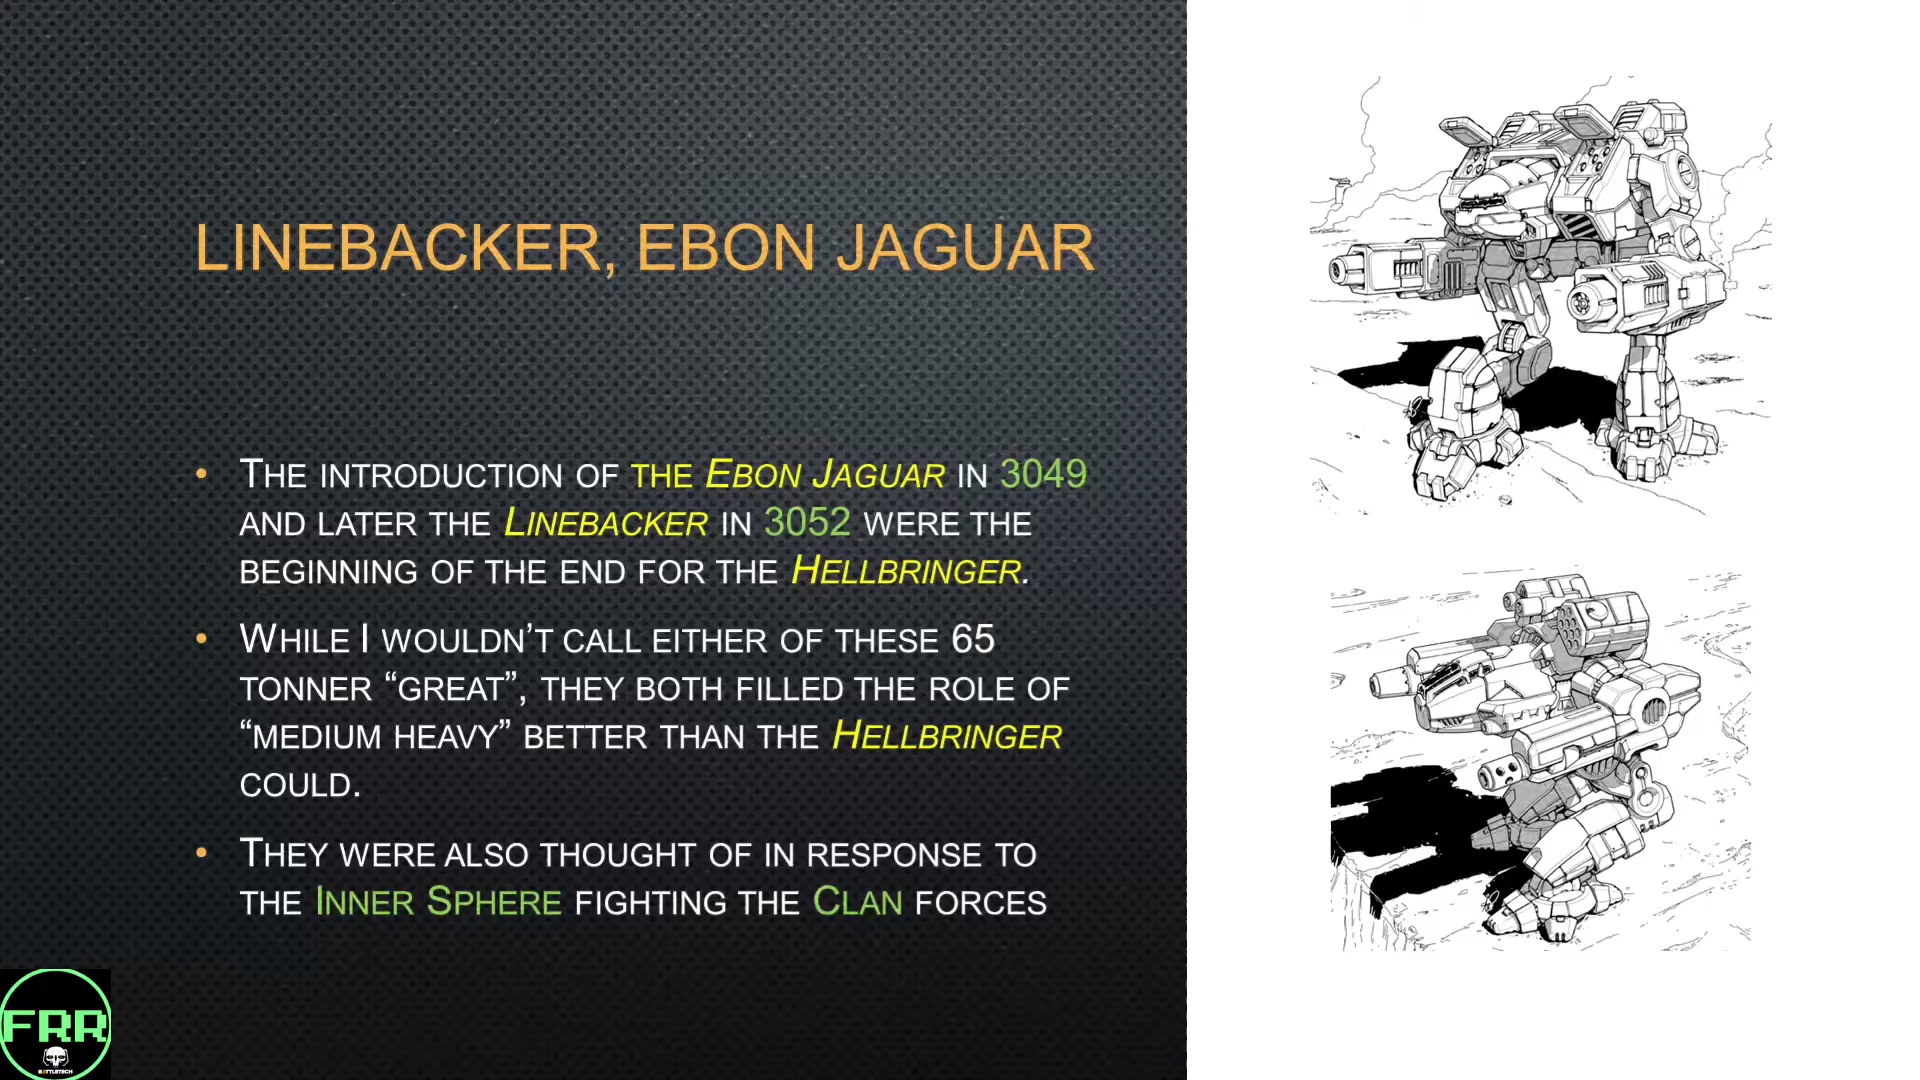 LINEBACKER, EBON JAGUAR
• THE INTRODUCTION OF THE EBON JAGUAR IN 3049
AND LATER THE LINEBACKER IN 3052 WERE THE
BEGINNING OF THE END FOR THE HELLBRINGER.
• WHILE I WOULDN’T CALL EITHER OF THESE 65
TONNER “GREAT”, THEY BOTH FILLED THE ROLE OF
“MEDIUM HEAVY” BETTER THAN THE HELLBRINGER
COULD.
• THEY WERE ALSO THOUGHT OF IN RESPONSE TO
THE INNER SPHERE FIGHTING THE CLAN FORCES
FRR
BATTLETECH